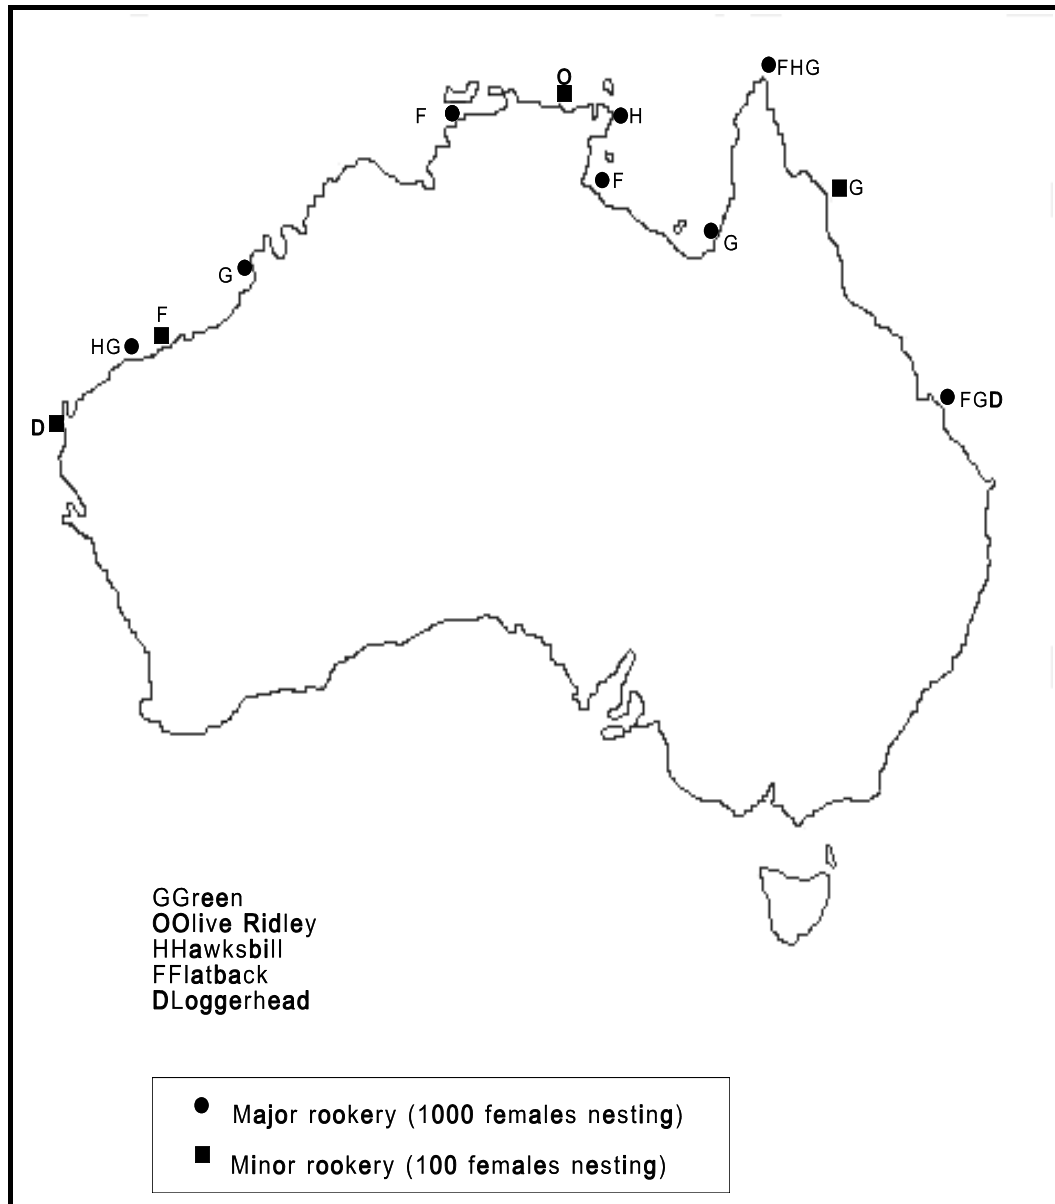 FHG
O
F
H
F
G
G
G
F
HG
FGD
D
GGreen
OOlive Ridley
HHawksbill
FFlatback
DLoggerhead
Major rookery (1000 females nesting)
Minor rookery (100 females nesting)